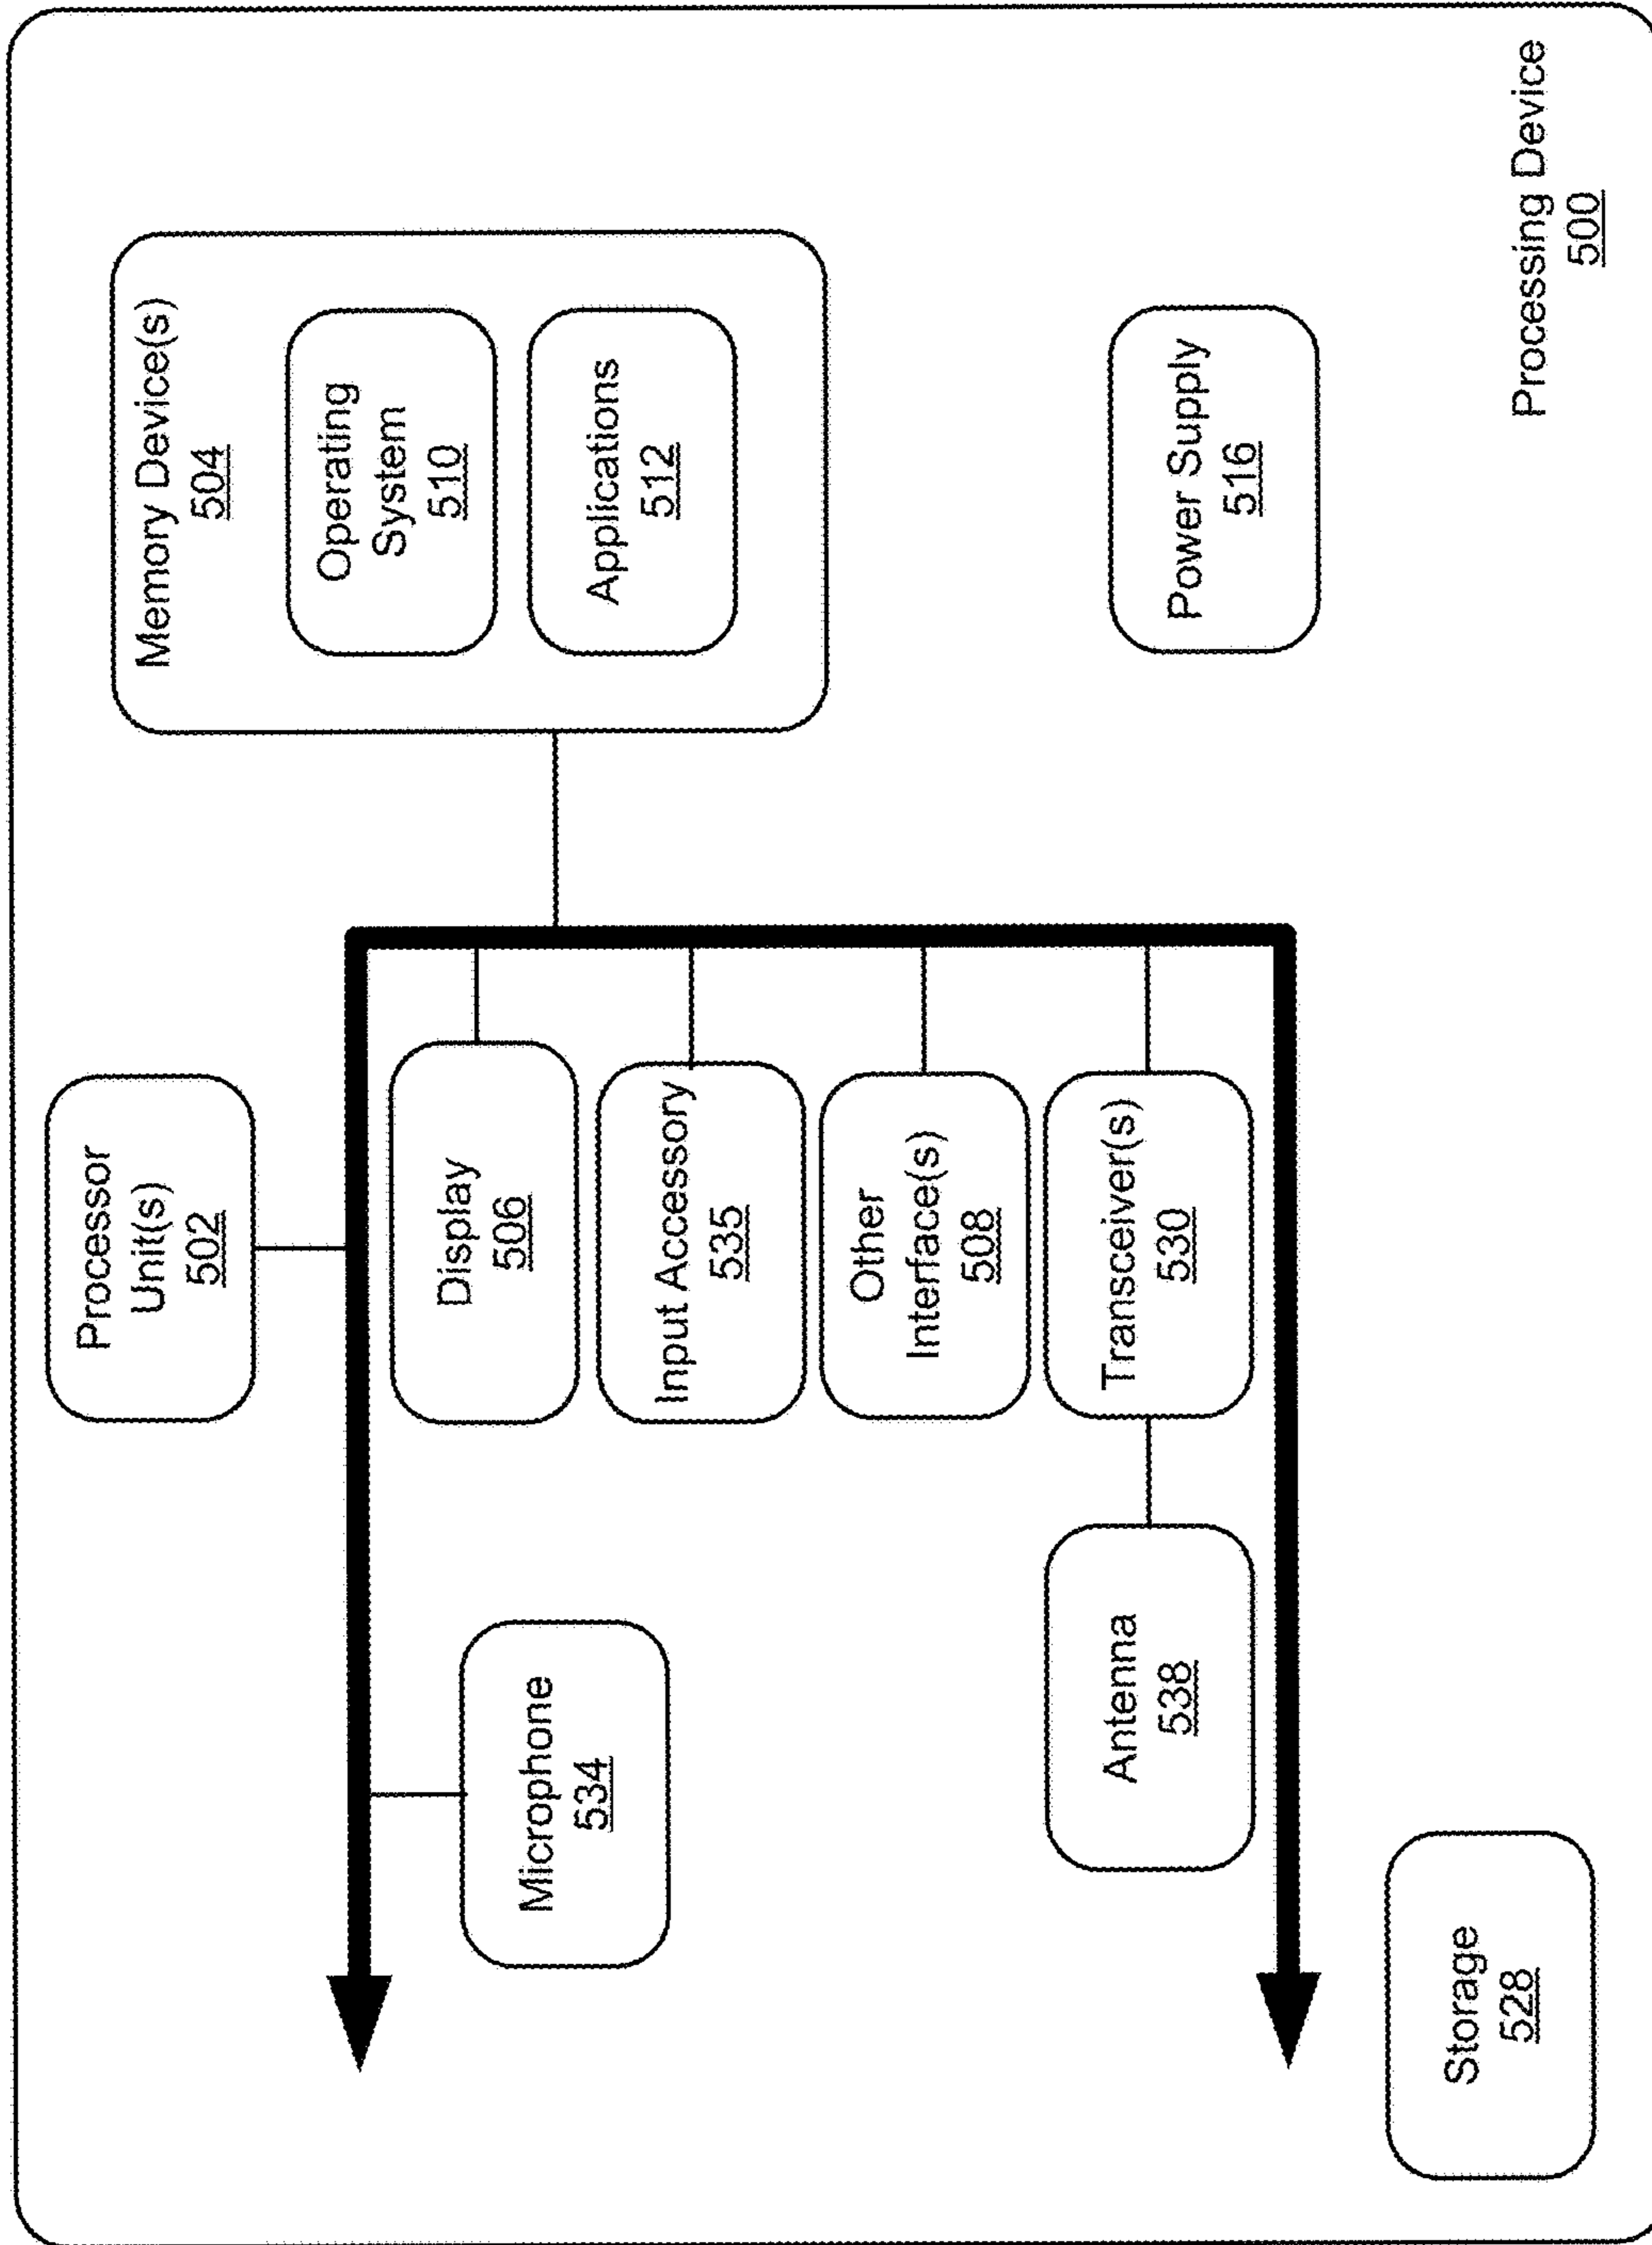 Processor
Unit(s)
502
Memory Device(s)
504
Operating
System
510
Applications
512
Display
506
Input Accessory
535
Other
Interface(s)
508
Transceiver(s)
530
Microphone
534
Antenna
538
Power Supply
516
Storage
528
Processing Device
500